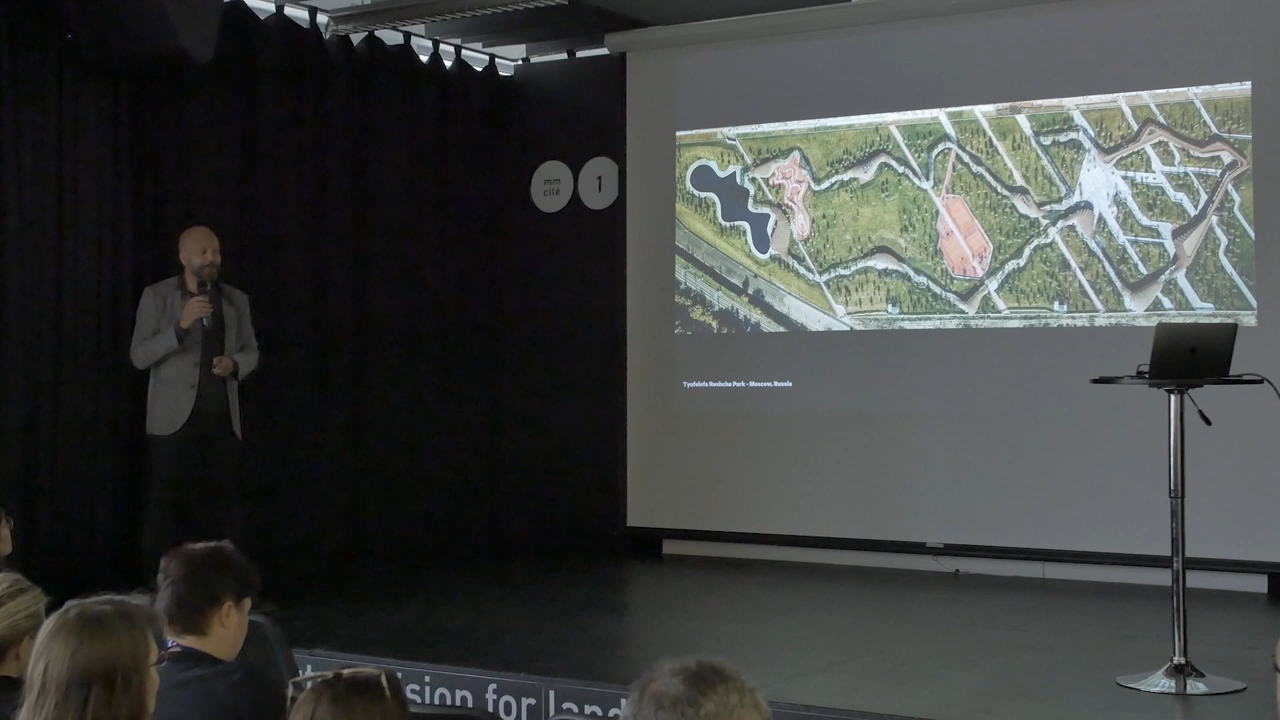 mm
cité
1
Tyufeleva Roshcha Park - Moscow, Russia
ision for land